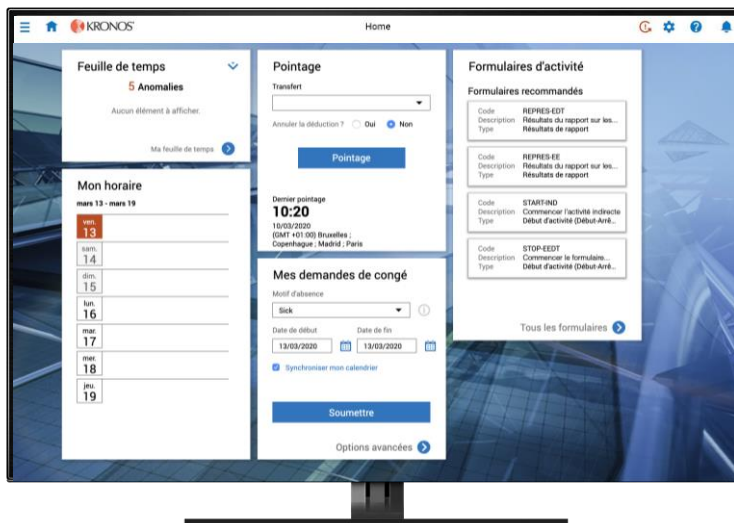 KRONOS
Home
Feuille de temps
5 Anomalies
Aucun élément à afficher.
Ma feuille de temps
Mon horaire
mars 13 - mars 19
ven.
13
sam.
14
dim.
15
lun.
16
mar.
17
mer.
18
jeu.
19
Pointage
Transfert
Annuler la déduction ? Oui Non
Pointage
Dernier pointage
10:20
10/03/2020
(GMT +01:00) Bruxelles ;
Copenhague ; Madrid ; Paris
Mes demandes de congé
Motif d'absence
Sick
Date de début Date de fin
13/03/2020 13/03/2020
Synchroniser mon calendrier
Soumettre
Options avancées
Formulaires d'activité
Formulaires recommandés
Code REPRES-EDT
Description Résultats du rapport sur les...
Type Résultats de rapport
Code REPRES-EE
Description Résultats du rapport sur les...
Type Résultats de rapport
Code START-IND
Description Commencer l'activité indirecte
Type Début d'activité (Début-Arrê...
Code STOP-EEDT
Description Commencer le formulaire...
Type Début d'activité (Début-Arrê...
Tous les formulaires